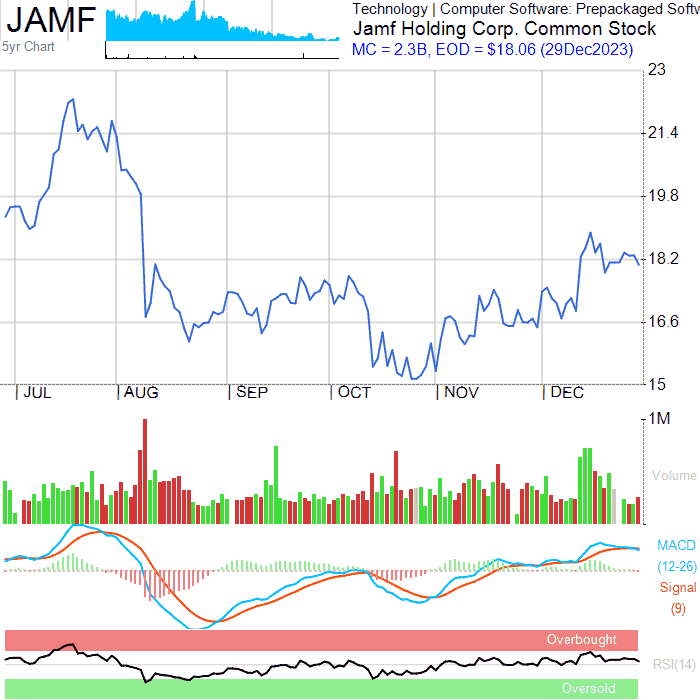 JAMF
5yr Chart
Technology | Computer Software: Prepackaged Softw
Jamf Holding Corp. Common Stock
MC = 2.3B, EOD = $18.06 (29Dec2023)
23
21.4
19.8
18.2
16.6
15
| JUL | AUG | SEP | OCT | NOV | DEC
1M
Volume
MACD
(12-26)
Signal
(9)
Overbought
RSI(14)
Oversold